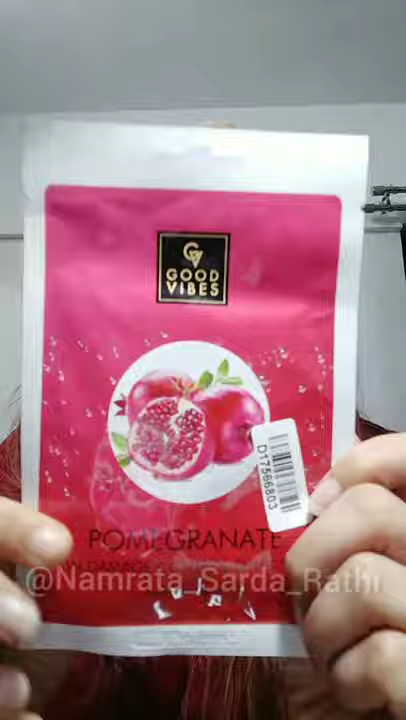 GV
GOOD
VIBES
D17566803
POMEGRANATE
@Namrata_Sarda_Rathi